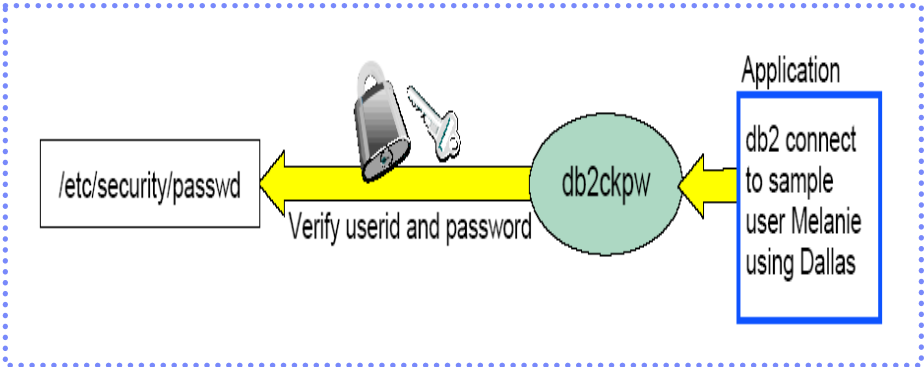 Application
db2 connect
to sample
user Melanie
using Dallas
db2ckpw
Verify userid and password
/etc/security/passwd